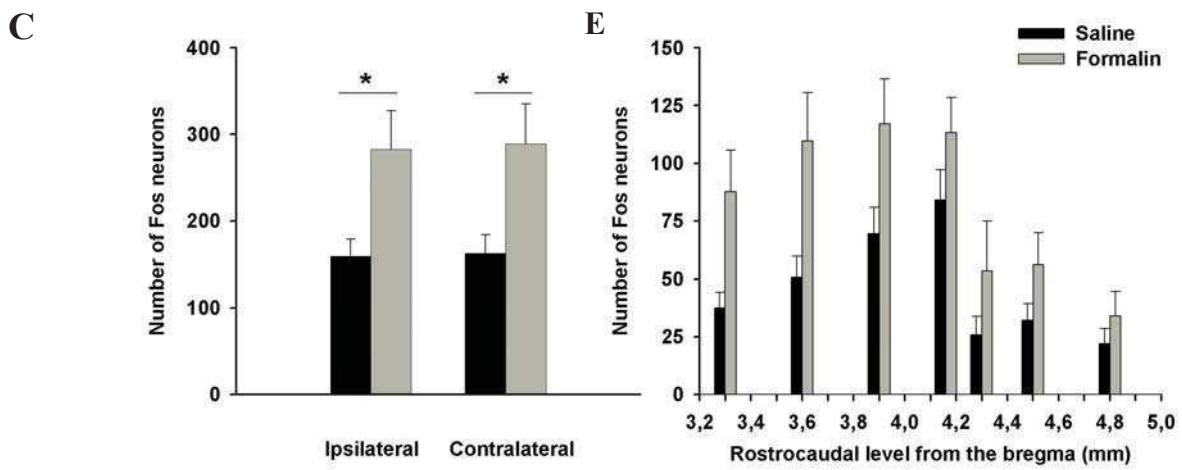 C
400
300
200
100
0
Number of Fos neurons
*
*
Ipsilateral
Contralateral
E
Saline
Formalin
150
125
100
75
50
25
0
Number of Fos neurons
3,2 3,4 3,6 3,8 4,0 4,2 4,4 4,6 4,8 5,0
Rostrocaudal level from the bregma (mm)